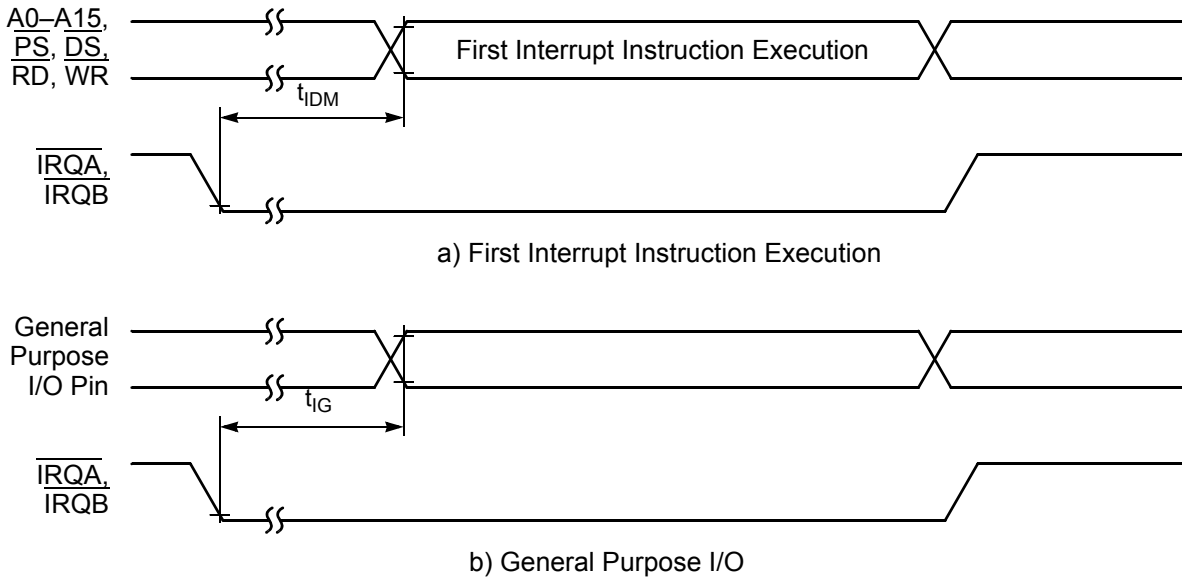 A0–A15,
PS, DS,
RD, WR
First Interrupt Instruction Execution
tIDM
IRQA,
IRQB
a) First Interrupt Instruction Execution
General
Purpose
I/O Pin
tIG
IRQA,
IRQB
b) General Purpose I/O